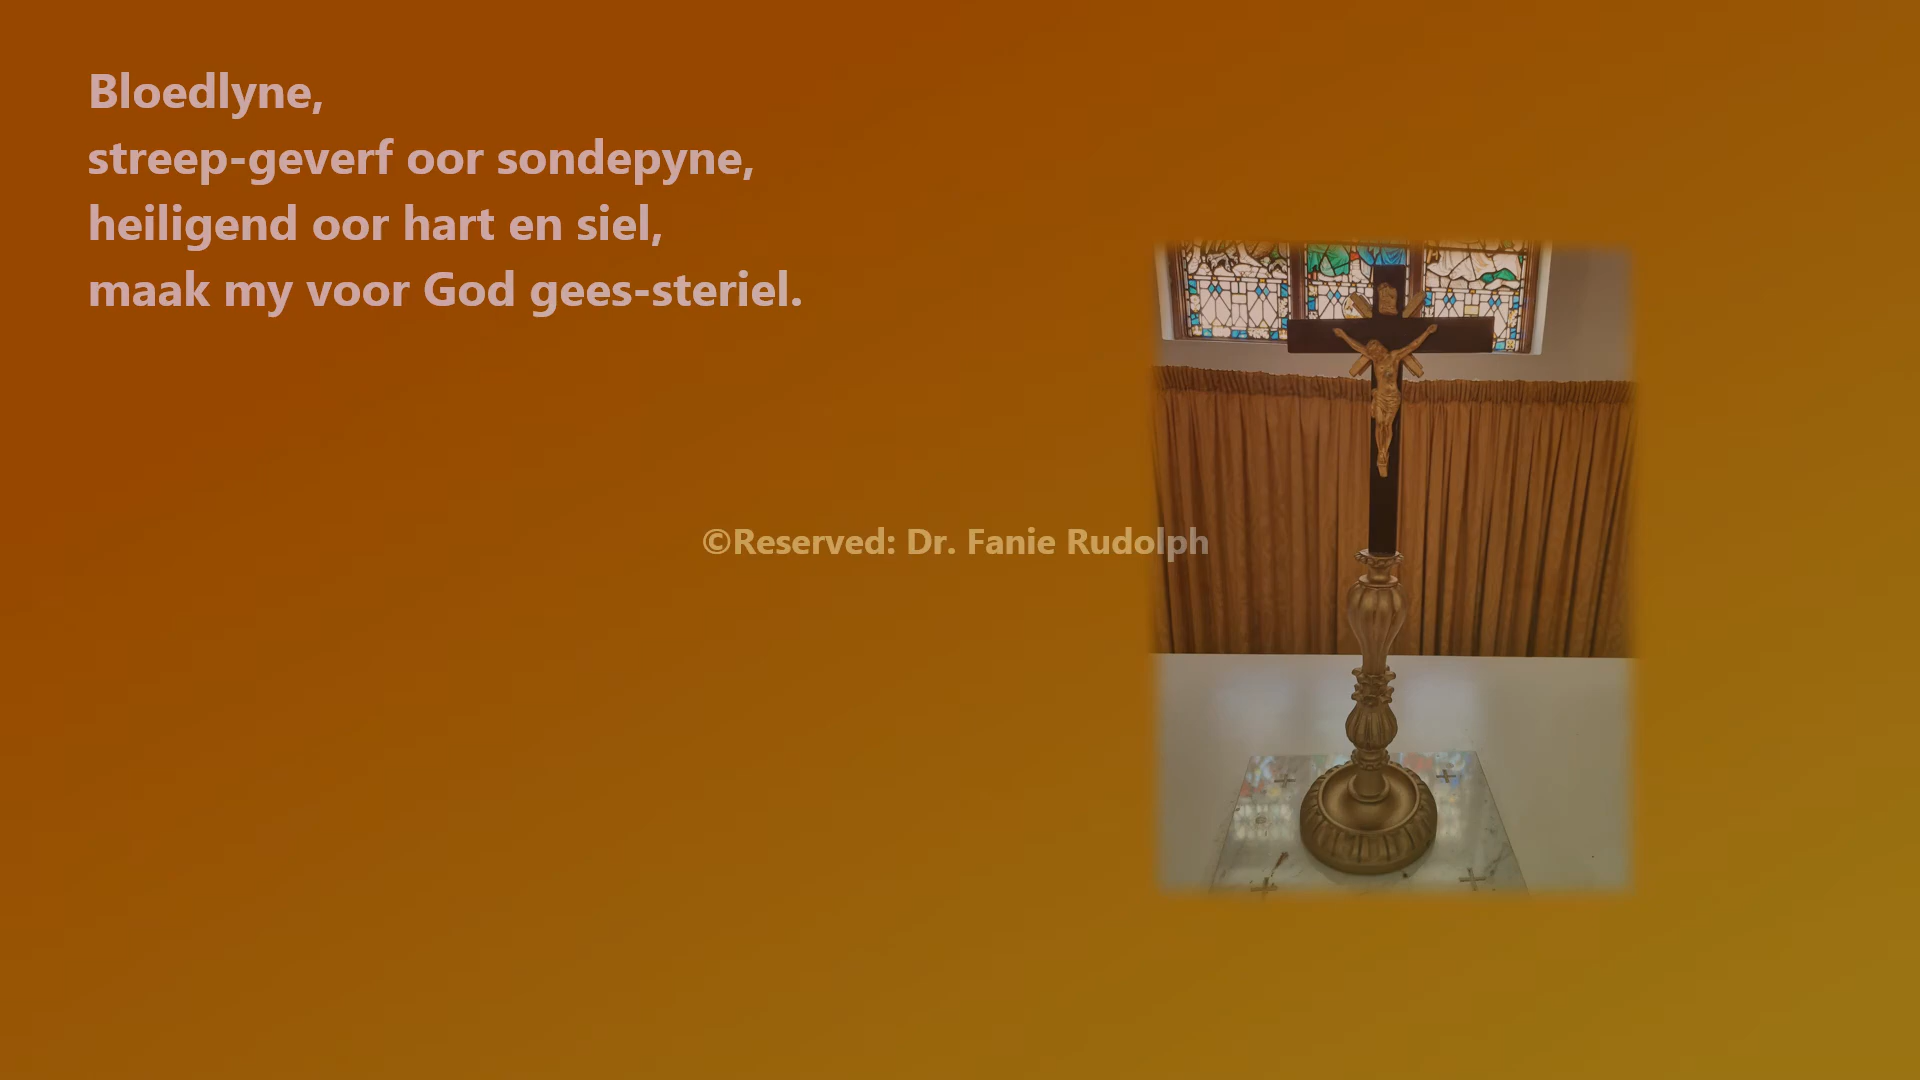 Bloedlyne,
streep-geverf oor sondepyne,
heiligend oor hart en siel,
maak my voor God gees-steriel.
©Reserved: Dr. Fanie Rudolph